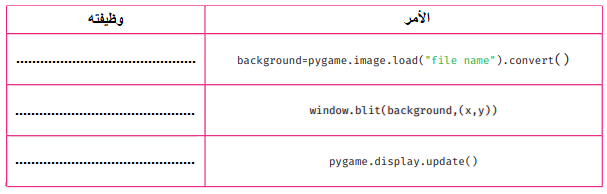 الأمر
وظيفته
background=pygame.image.load("file name").convert()
.............................................
window.blit(background,(x,y))
.............................................
pygame.display.update()
.............................................